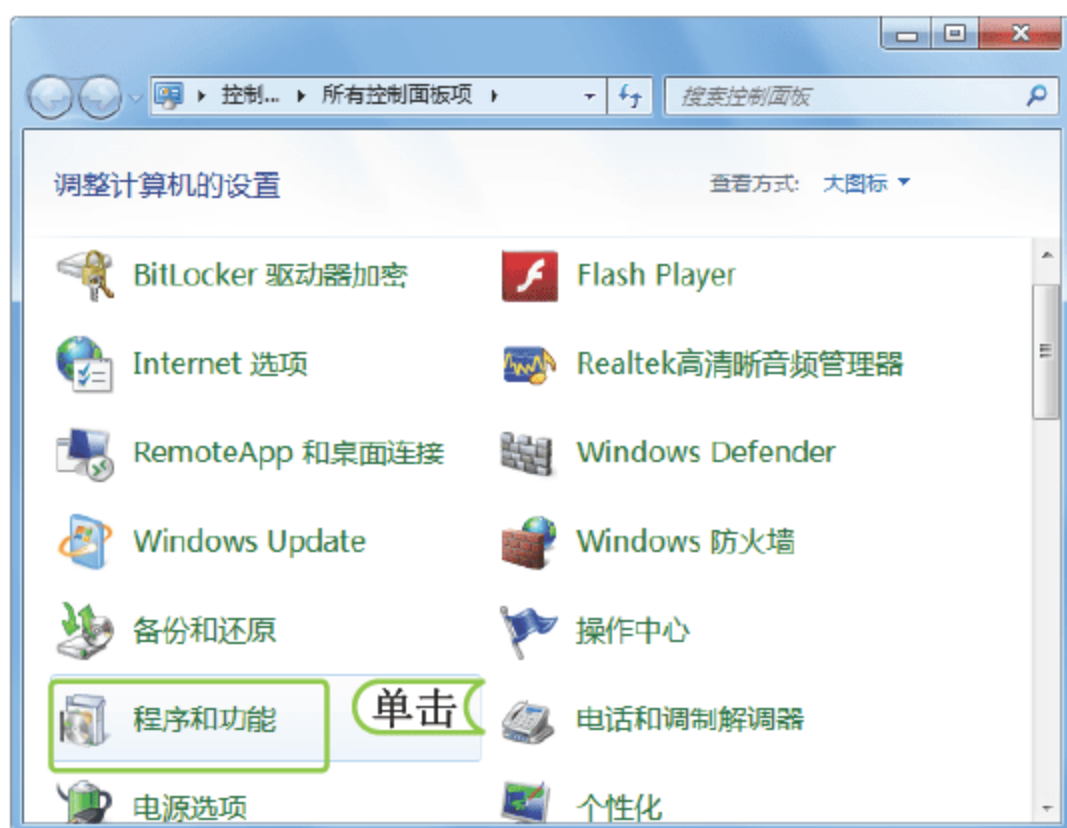 控制... 所有控制面板项
搜索控制面板
调整计算机的设置
查看方式: 大图标
BitLocker 驱动器加密
Flash Player
Internet 选项
Realtek高清晰音频管理器
RemoteApp 和桌面连接
Windows Defender
Windows Update
Windows 防火墙
备份和还原
操作中心
程序和功能
单击
电话和调制解调器
电源选项
个性化